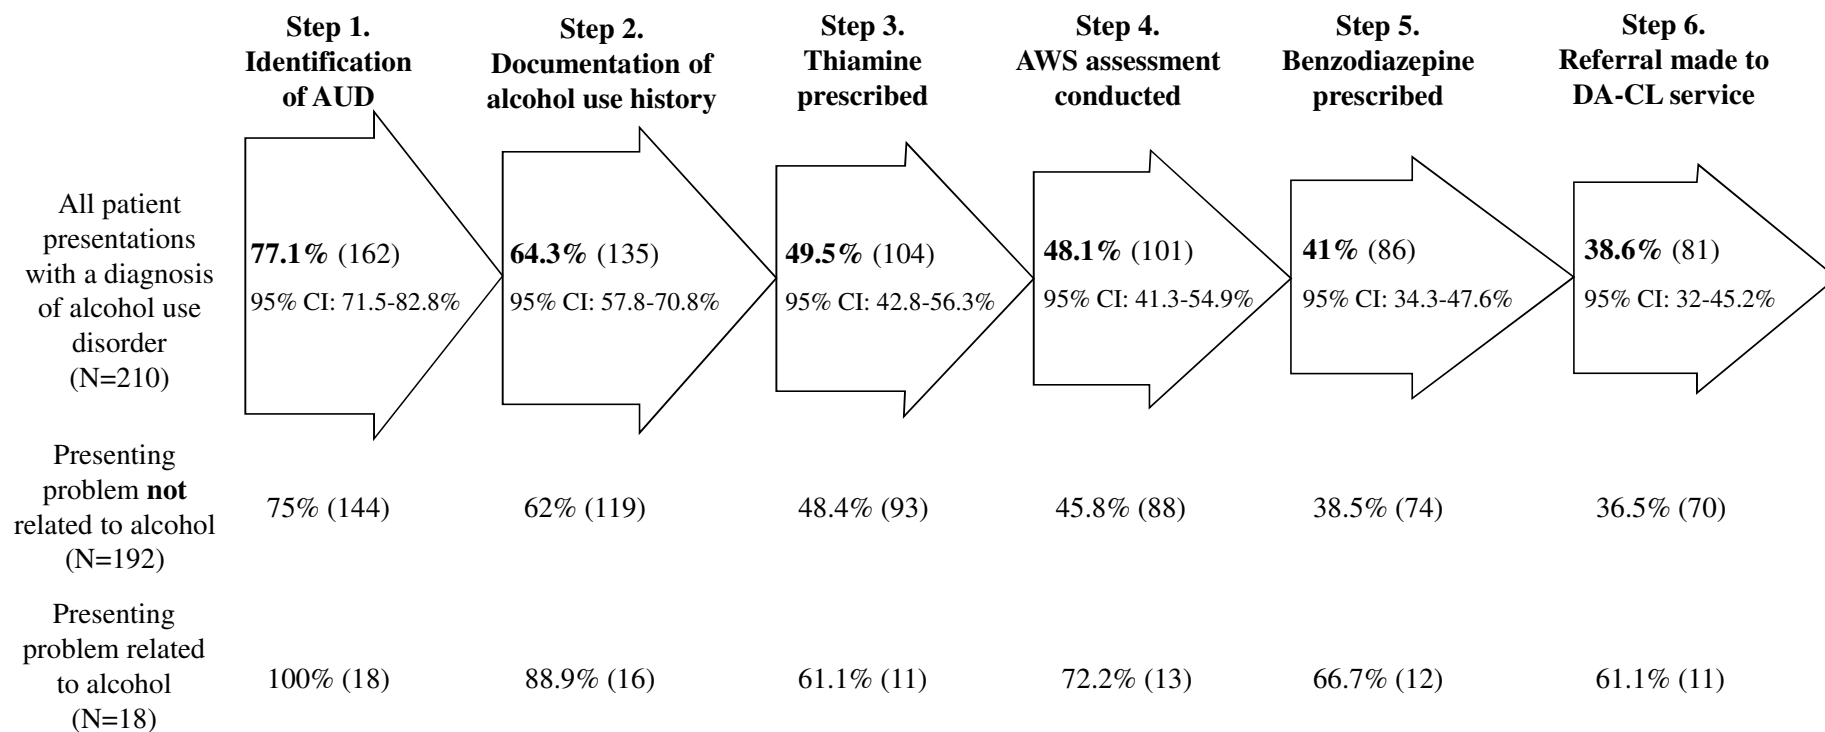 Step 1.
Identification
of AUD
Step 2.
Documentation of
alcohol use history
Step 3.
Thiamine
prescribed
Step 4.
AWS assessment
conducted
Step 5.
Benzodiazepine
prescribed
Step 6.
Referral made to
DA-CL service
All patient
presentations
with a diagnosis
of alcohol use
disorder
(N=210)
77.1% (162)
95% CI: 71.5-82.8%
64.3% (135)
95% CI: 57.8-70.8%
49.5% (104)
95% CI: 42.8-56.3%
48.1% (101)
95% CI: 41.3-54.9%
41% (86)
95% CI: 34.3-47.6%
38.6% (81)
95% CI: 32-45.2%
Presenting
problem not
related to alcohol
(N=192)
75% (144)
62% (119)
48.4% (93)
45.8% (88)
38.5% (74)
36.5% (70)
Presenting
problem related
to alcohol
(N=18)
100% (18)
88.9% (16)
61.1% (11)
72.2% (13)
66.7% (12)
61.1% (11)